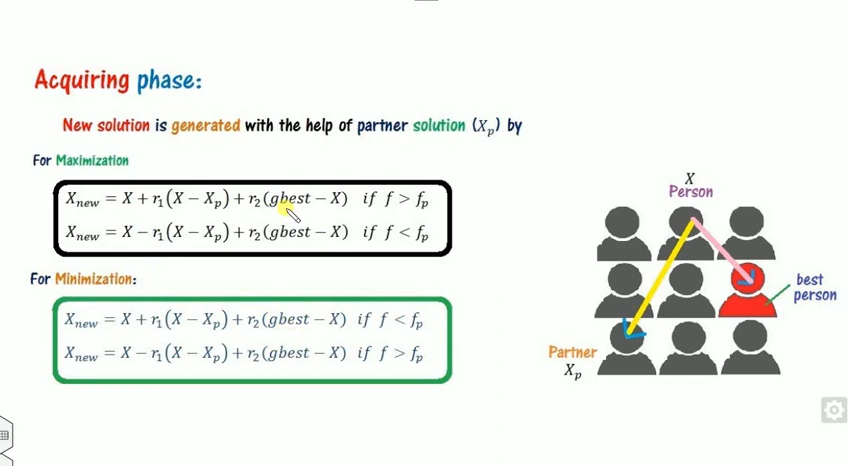 Acquiring phase:
New solution is generated with the help of partner solution (Xₚ) by
For Maximization
Xₙₑw = X + r₁(X − Xₚ) + r₂(gbest − X) if f > fₚ
Xₙₑw = X − r₁(X − Xₚ) + r₂(gbest − X) if f < fₚ
For Minimization:
Xₙₑw = X + r₁(X − Xₚ) + r₂(gbest − X) if f < fₚ
Xₙₑw = X − r₁(X − Xₚ) + r₂(gbest − X) if f > fₚ
X
Person
best
person
Partner
Xₚ